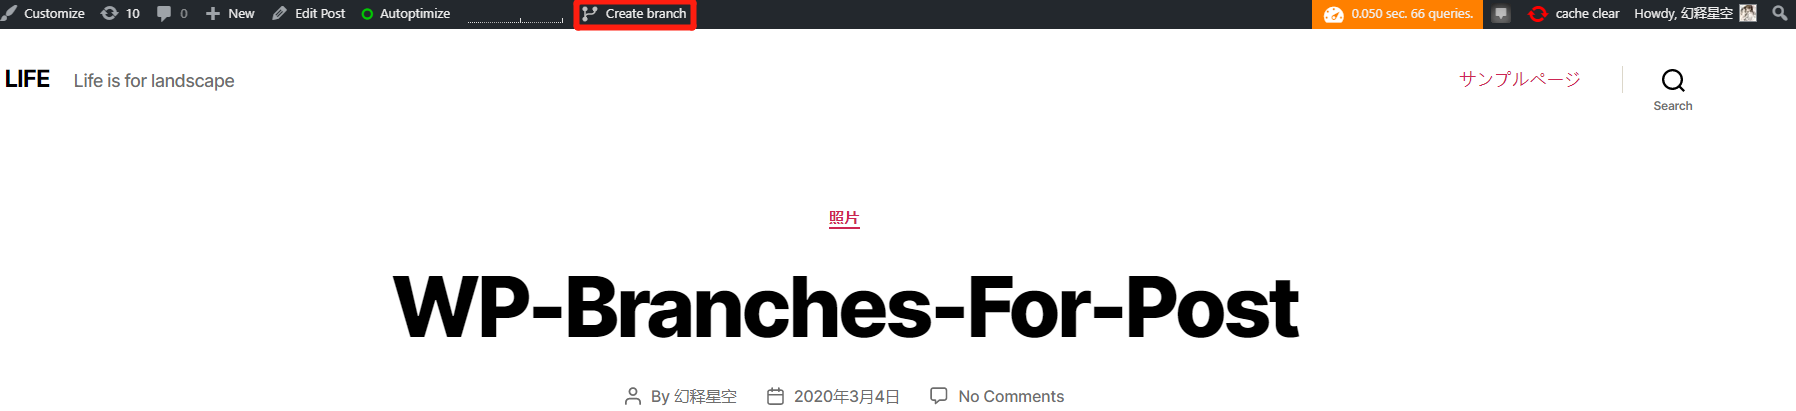 Customize 10 0 New Edit Post Autoptimize Create branch 0.050 sec. 66 queries. cache clear Howdy, 幻释星空
LIFE Life is for landscape サンプルページ
Search
照片
WP-Branches-For-Post
By 幻释星空 2020年3月4日 No Comments